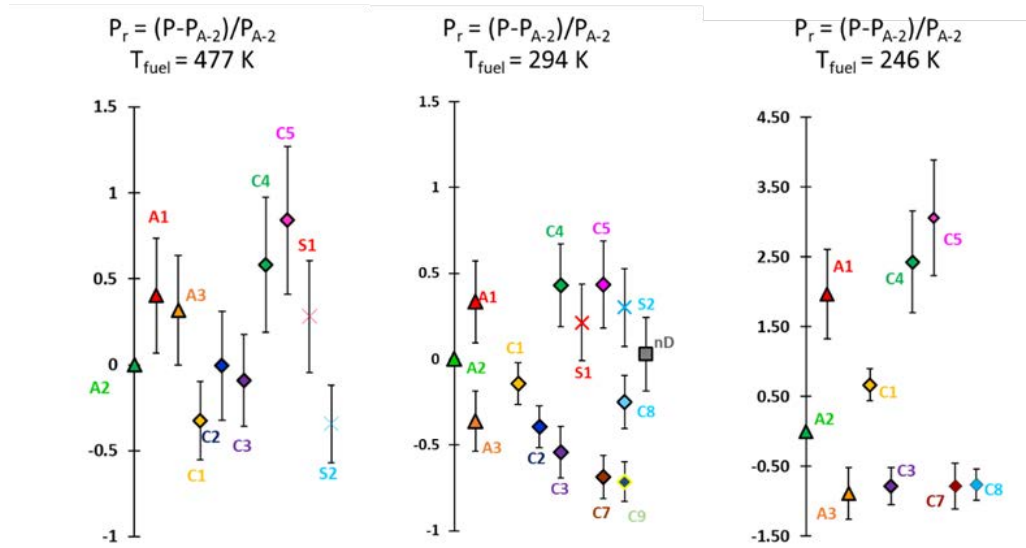 Pr = (P-PA-2)/PA-2
Tfuel = 477 K
1.5
1
0.5
0
-0.5
-1
A2
A1
A3
C1
C2
C3
C4
C5
S1
S2
Pr = (P-PA-2)/PA-2
Tfuel = 294 K
1.5
1
0.5
0
-0.5
-1
A1
A2
A3
C1
C2
C3
C4
S1
C5
C7
S2
C8
C9
nD
Pr = (P-PA-2)/PA-2
Tfuel = 246 K
4.50
3.50
2.50
1.50
0.50
-0.50
-1.50
A2
A1
A3
C1
C3
C4
C5
C7
C8